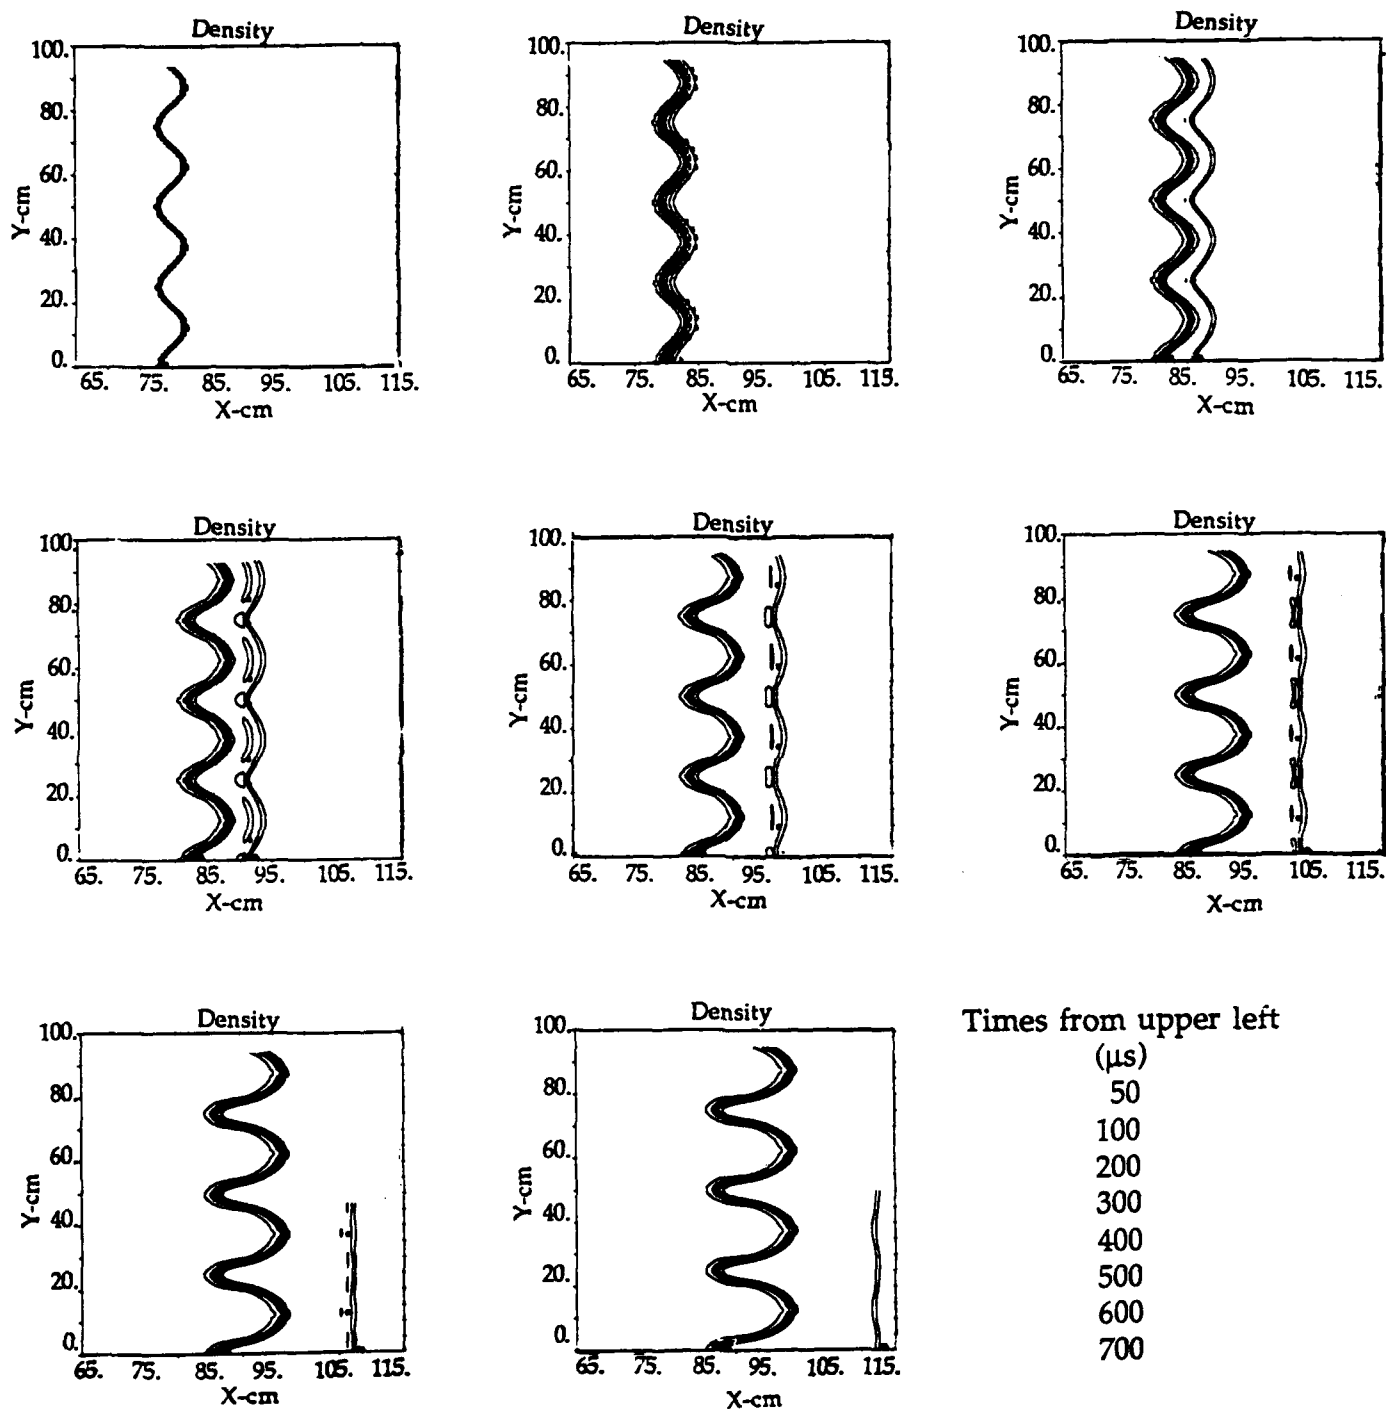 Density
100.
80.
60.
40.
20.
0.
Y-cm
65. 75. 85. 95. 105. 115.
X-cm
Density
100.
80.
60.
40.
20.
0.
Y-cm
65. 75. 85. 95. 105. 115.
X-cm
Density
100.
80.
60.
40.
20.
0.
Y-cm
65. 75. 85. 95. 105. 115.
X-cm
Density
100.
80.
60.
40.
20.
0.
Y-cm
65. 75. 85. 95. 105. 115.
X-cm
Density
100.
80.
60.
40.
20.
0.
Y-cm
65. 75. 85. 95. 105. 115.
X-cm
Density
100.
80.
60.
40.
20.
0.
Y-cm
65. 75. 85. 95. 105. 115.
X-cm
Density
100.
80.
60.
40.
20.
0.
Y-cm
65. 75. 85. 95. 105. 115.
X-cm
Density
100.
80.
60.
40.
20.
0.
Y-cm
65. 75. 85. 95. 105. 115.
X-cm
Times from upper left
(μs)
50
100
200
300
400
500
600
700